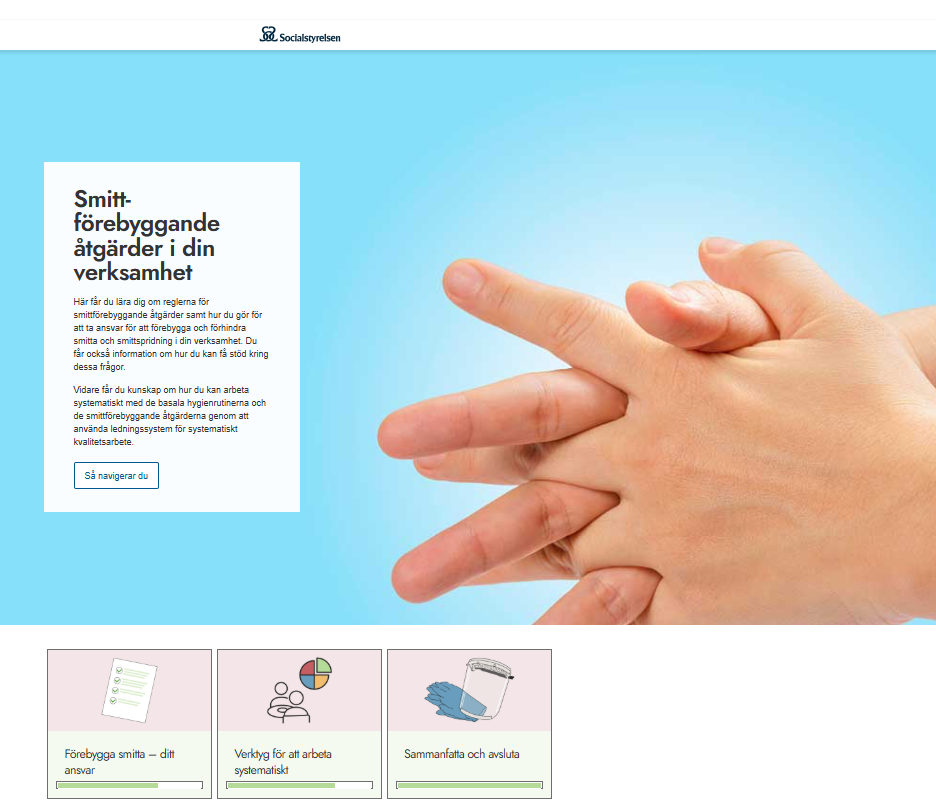 Socialstyrelsen
Smitt-
förebyggande
åtgärder i din
verksamhet
Här får du lära dig om reglerna för
smittförebyggande åtgärder samt hur du gör för
att ta ansvar för att förebygga och förhindra
smitta och smittspridning i din verksamhet. Du
får också information om hur du kan få stöd kring
dessa frågor.
Vidare får du kunskap om hur du kan arbeta
systematiskt med de basala hygienrutinerna och
de smittförebyggande åtgärderna genom att
använda ledningssystem för systematiskt
kvalitetsarbete.
Så navigerar du
Förebygga smitta – ditt
ansvar
Verktyg för att arbeta
systematiskt
Sammanfatta och avsluta